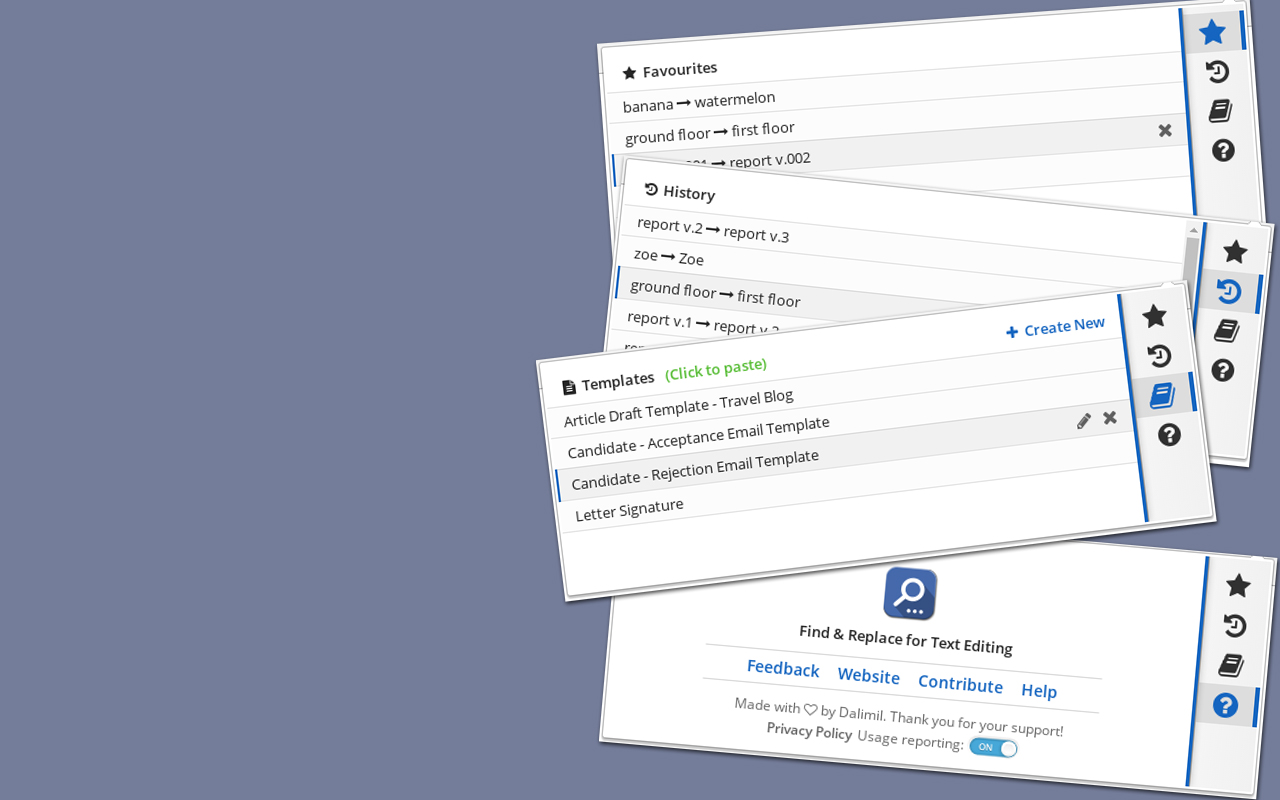 Favourites
banana → watermelon
ground floor → first floor
→ report v.002
History
report v.2 → report v.3
zoe → Zoe
ground floor → first floor
report v.1 → report v.2
Templates (Click to paste)
+ Create New
Article Draft Template - Travel Blog
Candidate - Acceptance Email Template
Candidate - Rejection Email Template
Letter Signature
Find & Replace for Text Editing
Feedback Website Contribute Help
Made with ♡ by Dalimil. Thank you for your support!
Privacy Policy Usage reporting: ON